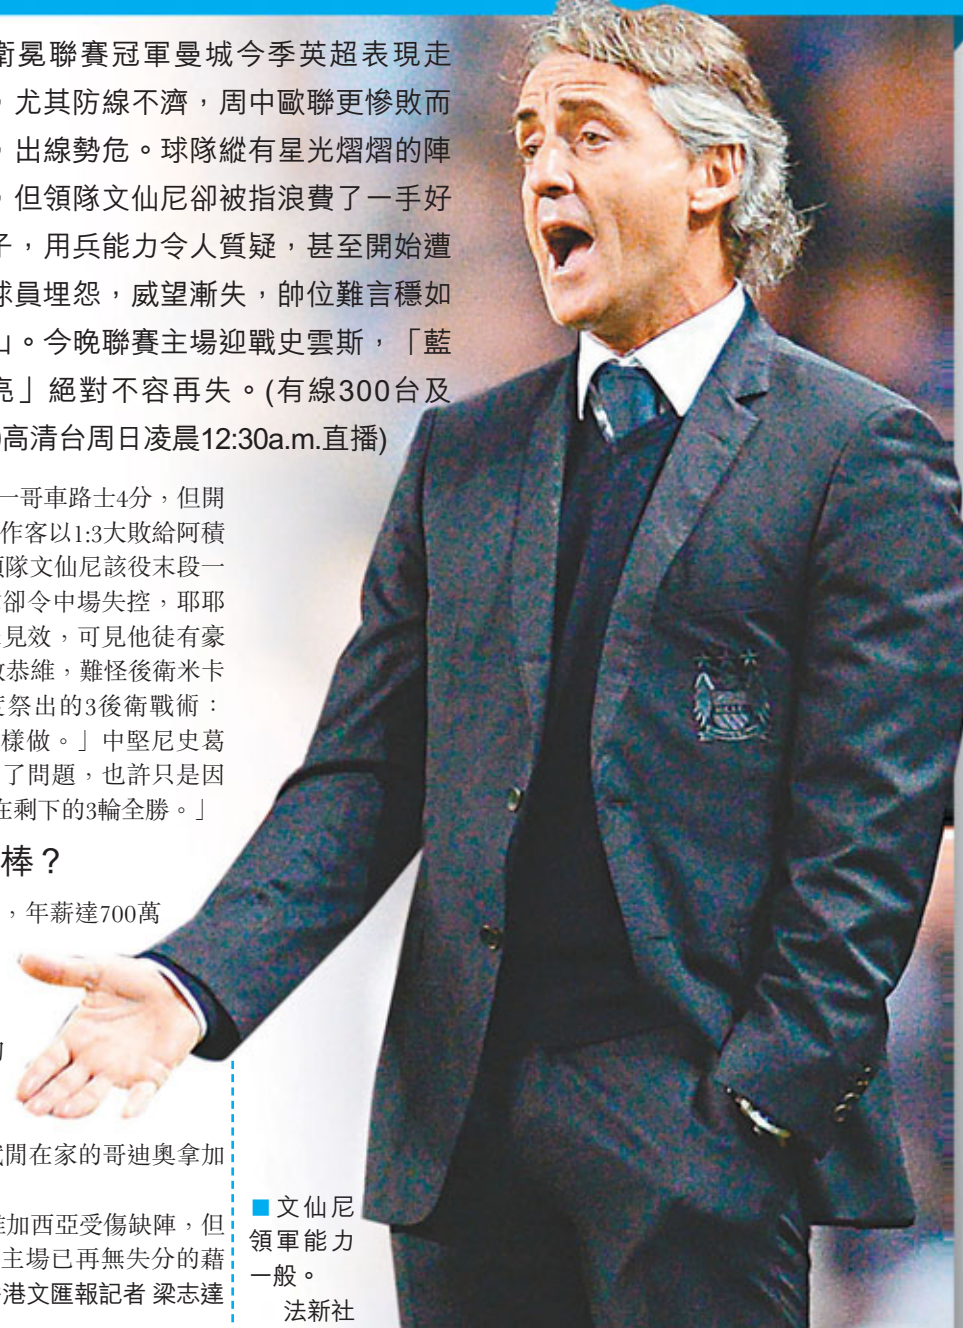 衛冕聯賽冠軍曼城今季英超表現走
，尤其防線不濟，周中歐聯更慘敗而
，出線勢危。球隊縱有星光熠熠的陣
，但領隊文仙尼卻被指浪費了一手好
子，用兵能力令人質疑，甚至開始遭
球員埋怨，威望漸失，帥位難言穩如
山。今晚聯賽主場迎戰史雲斯，「藍
亮」絕對不容再失。(有線300台及
高清台周日凌晨12:30a.m.直播)
一哥車路士4分，但開
作客以1:3大敗給阿積
領隊文仙尼該役末段一
卻令中場失控，耶耶
見效，可見他徒有豪
敢恭維，難怪後衛米卡
度祭出的3後衛戰術：
樣做。」中堅尼史葛
了問題，也許只是因
在剩下的3輪全勝。」
棒？
，年薪達700萬
賦閒在家的哥迪奧拿加
加西亞受傷缺陣，但
主場已再無失分的藉
港文匯報記者 梁志達
■文仙尼
領軍能力
一般。
法新社